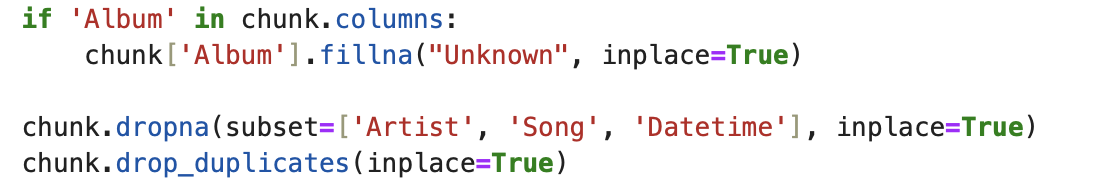 if 'Album' in chunk.columns:
    chunk['Album'].fillna("Unknown", inplace=True)

chunk.dropna(subset=['Artist', 'Song', 'Datetime'], inplace=True)
chunk.drop_duplicates(inplace=True)